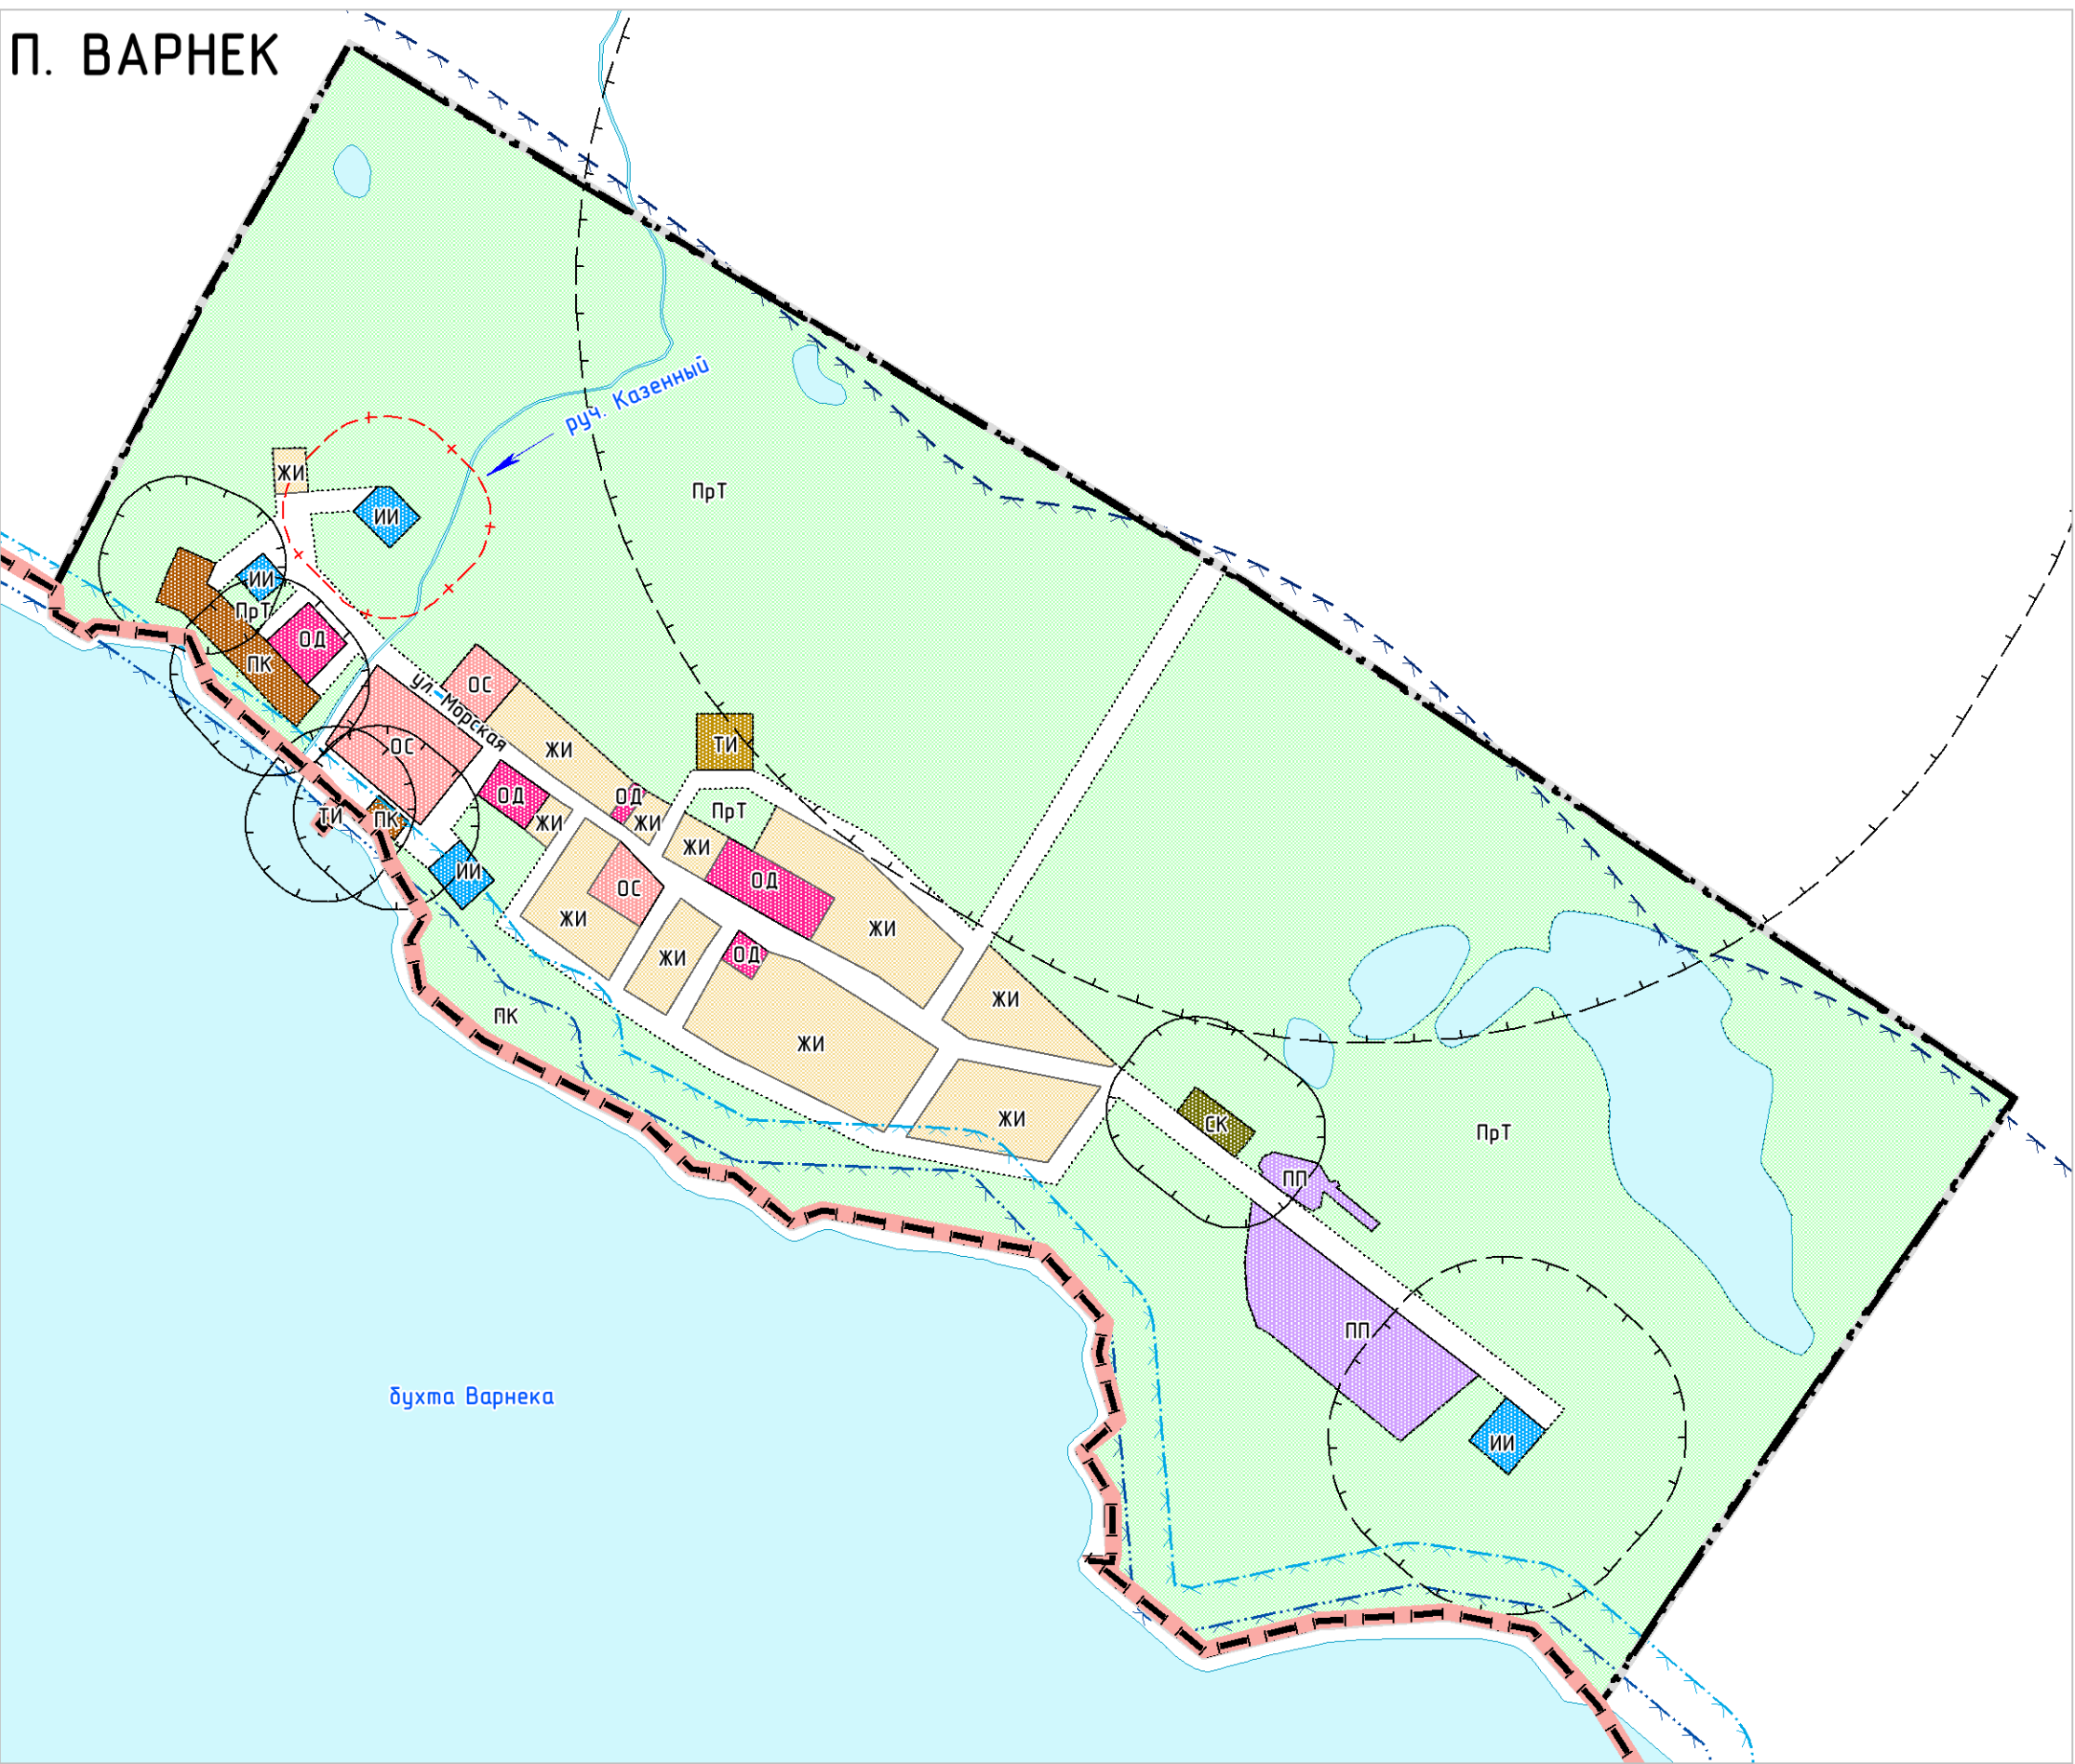 П. ВАРНЕК
руч. Казенный
ЖИ
ПрТ
ИИ
ИИ
ПрТ
ОД
ПК
ОС
ул. Морская
ОС
ЖИ
ТИ
ОД
ОД
ПрТ
ТИ
ПК
ЖИ
ЖИ
ЖИ
ИИ
ОД
ОС
ЖИ
ЖИ
ОД
ЖИ
ЖИ
ПК
ЖИ
ЖИ
СК
ПрТ
ПП
ПП
бухта Варнека
ИИ